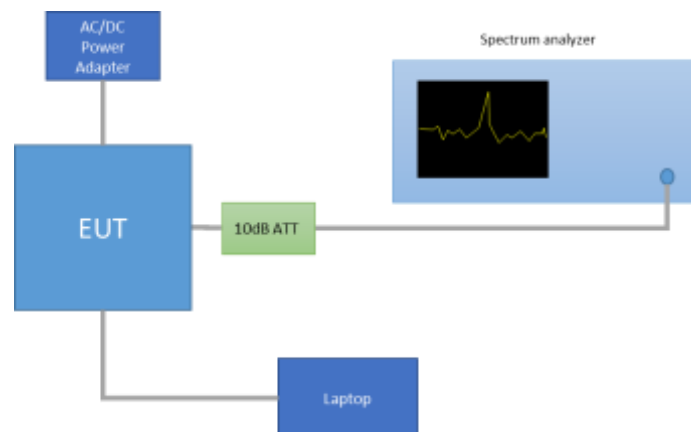 AC/DC
Power
Adapter
Spectrum analyzer
EUT
10dB ATT
Laptop